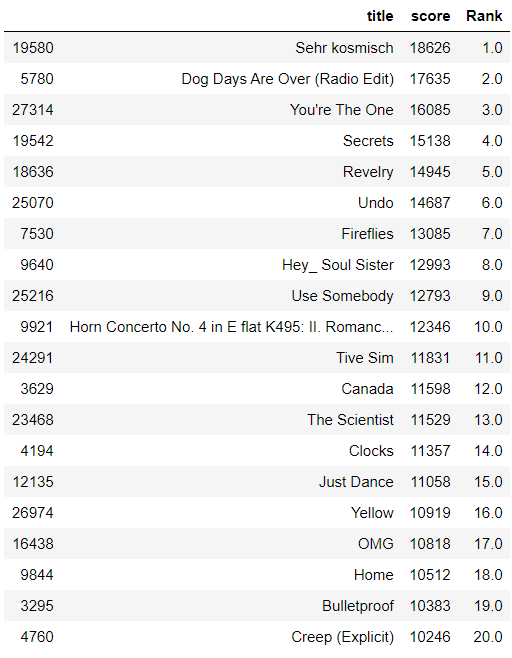 title score Rank
19580 Sehr kosmisch 18626 1.0
5780 Dog Days Are Over (Radio Edit) 17635 2.0
27314 You're The One 16085 3.0
19542 Secrets 15138 4.0
18636 Revelry 14945 5.0
25070 Undo 14687 6.0
7530 Fireflies 13085 7.0
9640 Hey_ Soul Sister 12993 8.0
25216 Use Somebody 12793 9.0
9921 Horn Concerto No. 4 in E flat K495: II. Romanc... 12346 10.0
24291 Tive Sim 11831 11.0
3629 Canada 11598 12.0
23468 The Scientist 11529 13.0
4194 Clocks 11357 14.0
12135 Just Dance 11058 15.0
26974 Yellow 10919 16.0
16438 OMG 10818 17.0
9844 Home 10512 18.0
3295 Bulletproof 10383 19.0
4760 Creep (Explicit) 10246 20.0